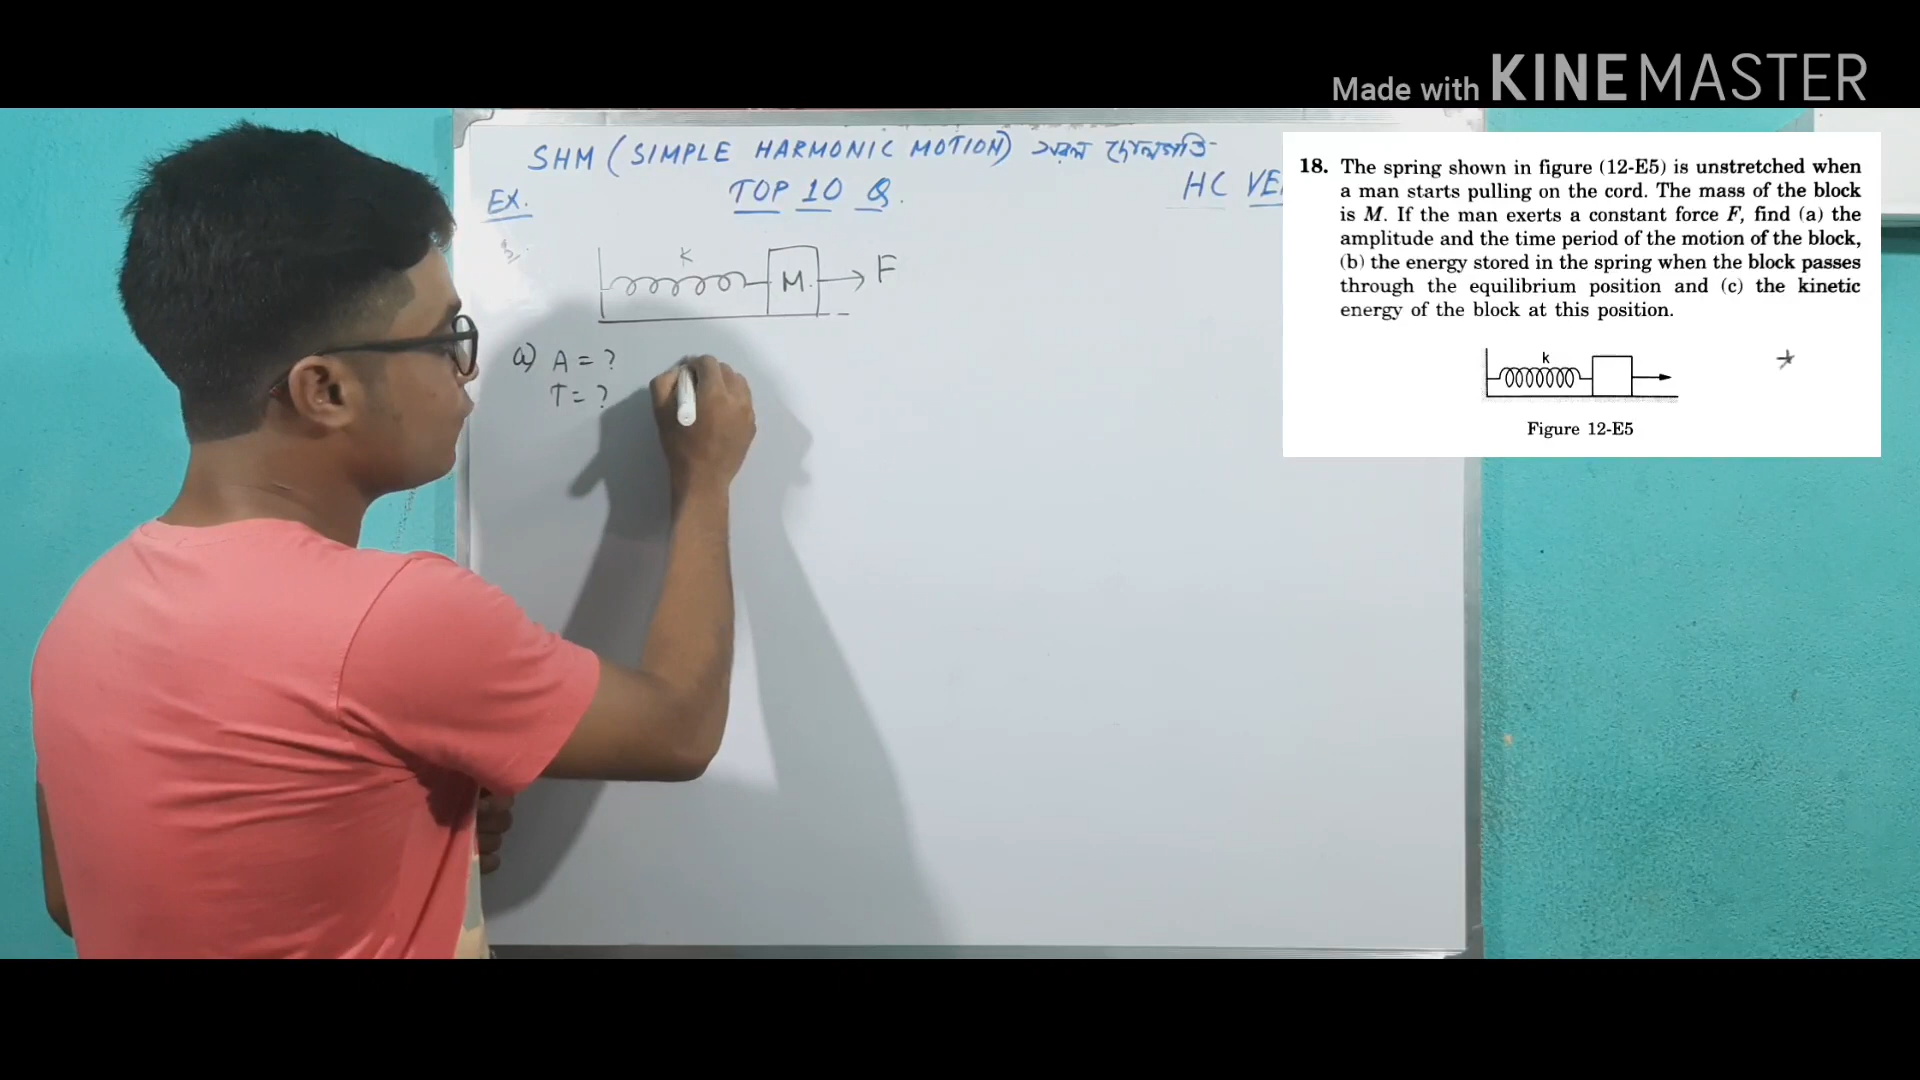 Made with KINEMASTER
SHM (SIMPLE HARMONIC MOTION) সরল দোলগতি
TOP 10 Q.
HC VE
EX.
k
M
F
a) A = ?
T = ?
18. The spring shown in figure (12-E5) is unstretched when
a man starts pulling on the cord. The mass of the block
is M. If the man exerts a constant force F, find (a) the
amplitude and the time period of the motion of the block,
(b) the energy stored in the spring when the block passes
through the equilibrium position and (c) the kinetic
energy of the block at this position.
k
Figure 12-E5